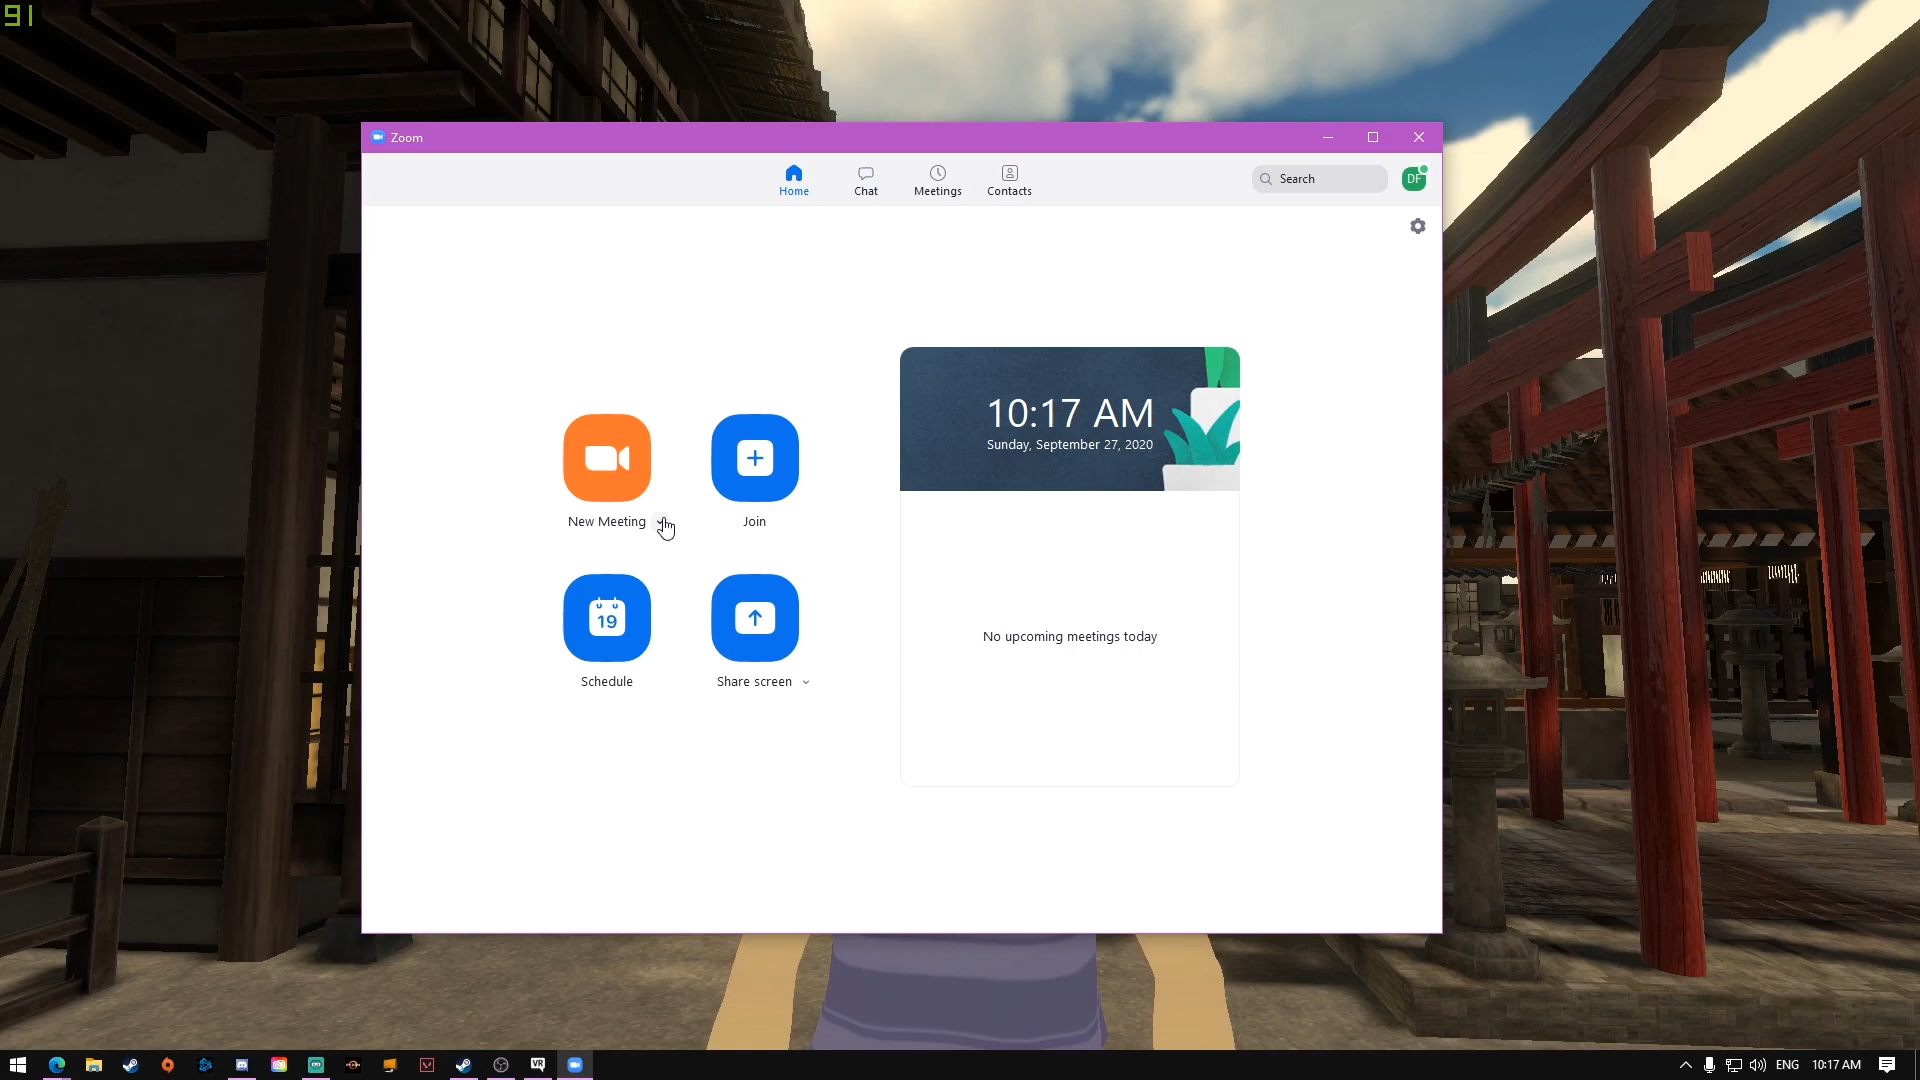 91
Zoom
Home
Chat
Meetings
Contacts
Search
DF
10:17 AM
Sunday, September 27, 2020
New Meeting
Join
19
Schedule
Share screen
No upcoming meetings today
VR
ENG
10:17 AM